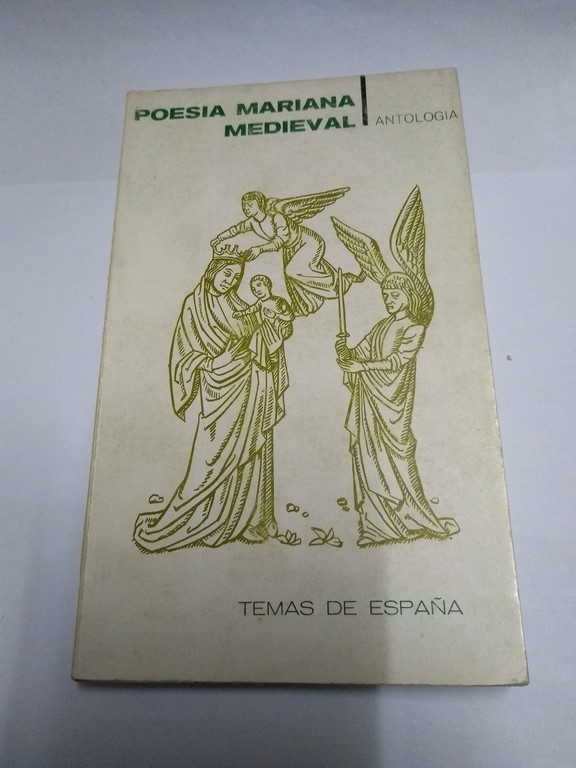 POESIA MARIANA
MEDIEVAL
ANTOLOGIA
TEMAS DE ESPAÑA